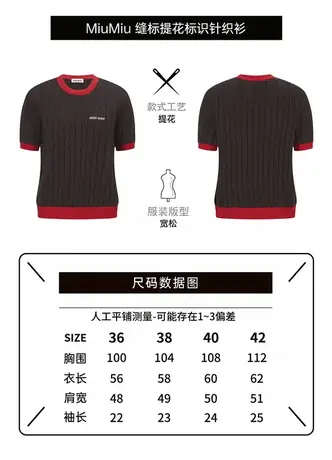 MiuMiu 缝标提花标识针织衫
MIU MIU
款式工艺
提花
服装版型
宽松
尺码数据图
人工平铺测量-可能存在1~3偏差
SIZE 36 38 40 42
胸围 100 104 108 112
衣长 56 58 60 62
肩宽 48 49 50 51
袖长 22 23 24 25